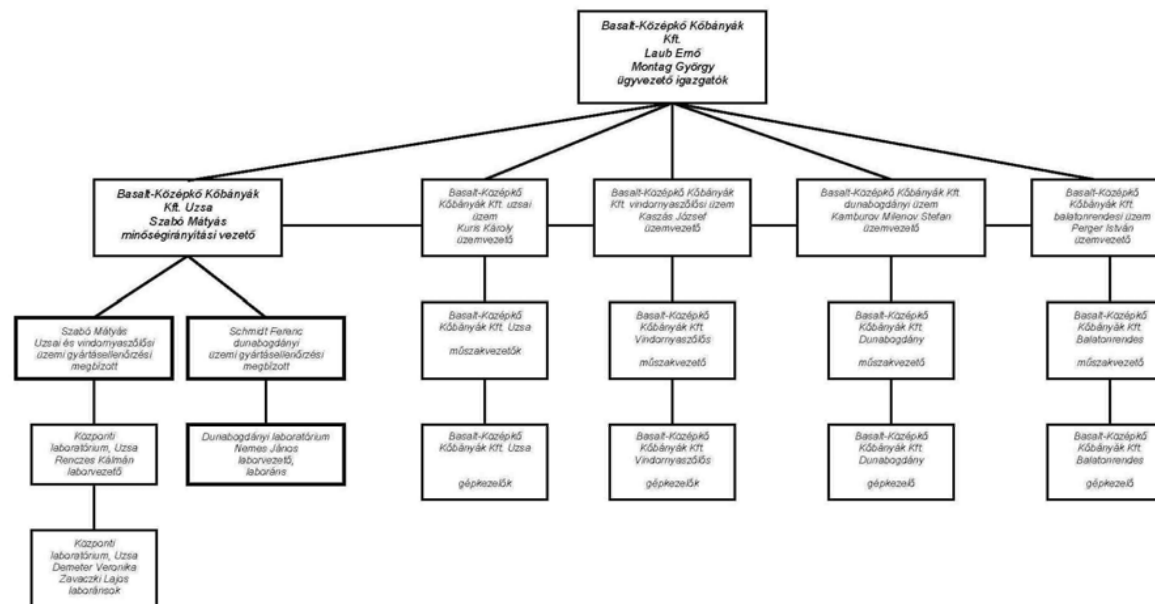 Basalt-Középkő Kőbányák
Kft.
Laub Ernő
Montag György
ügyvezető igazgatók
Basalt-Középkő Kőbányák
Kft. Uzsa
Szabó Mátyás
minőségirányítási vezető
Basalt-Középkő
Kőbányák Kft. uzsai
üzem
Kuris Károly
üzemvezető
Basalt-Középkő Kőbányák
Kft. vindornyaszőlősi üzem
Kaszás József
üzemvezető
Basalt-Középkő Kőbányák Kft.
dunabogdányi üzem
Kamburov Milenov Stefan
üzemvezető
Basalt-Középkő
Kőbányák Kft.
balatonrendesi üzem
Perger István
üzemvezető
Szabó Mátyás
Uzsai és vindornyaszőlősi
üzemi gyártásellenőrzési
megbízott
Schmidt Ferenc
dunabogdányi
üzemi gyártásellenőrzési
megbízott
Basalt-Középkő
Kőbányák Kft. Uzsa
műszakvezetők
Basalt-Középkő
Kőbányák Kft.
Vindornyaszőlős
műszakvezető
Basalt-Középkő
Kőbányák Kft.
Dunabogdány
műszakvezető
Basalt-Középkő
Kőbányák Kft.
Balatonrendes
műszakvezető
Központi
laboratórium, Uzsa
Renczes Kálmán
laborvezető
Dunabogdányi laboratórium
Nemes János
laborvezető,
laboráns
Basalt-Középkő
Kőbányák Kft. Uzsa
gépkezelők
Basalt-Középkő
Kőbányák Kft.
Vindornyaszőlős
gépkezelők
Basalt-Középkő
Kőbányák Kft.
Dunabogdány
gépkezelő
Basalt-Középkő
Kőbányák Kft.
Balatonrendes
gépkezelő
Központi
laboratórium, Uzsa
Demeter Veronika
Zavaczki Lajos
laboránsok